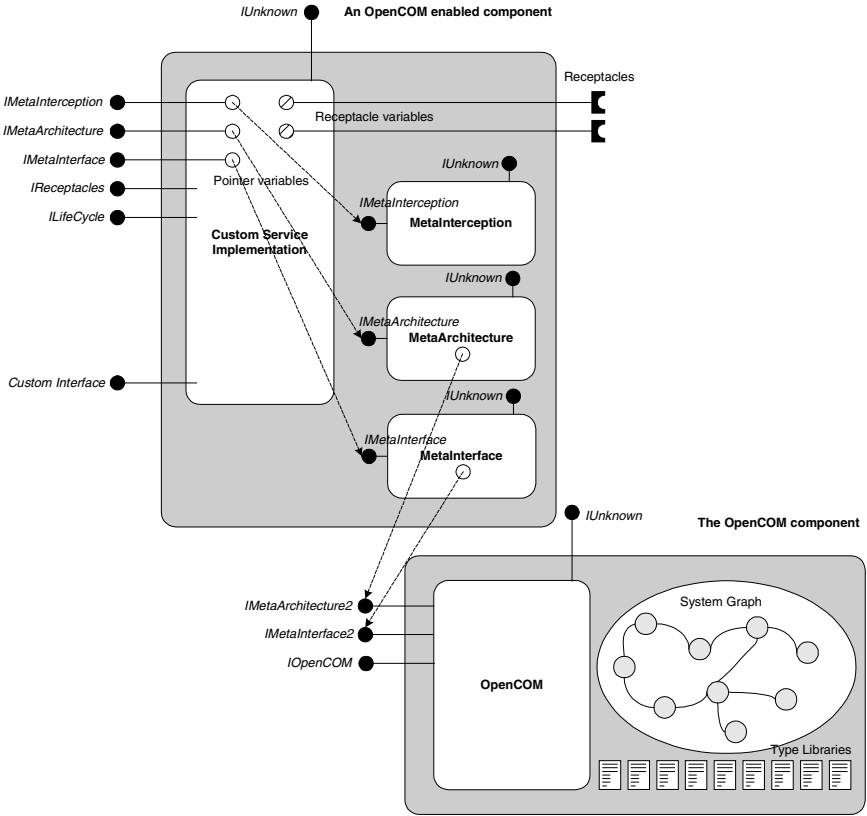 IUnknown
An OpenCOM enabled component
Receptacles
IMetaInterception
Receptacle variables
IMetaArchitecture
IMetaInterface
IUnknown
Pointer variables
IReceptacles
IMetaInterception
ILifeCycle
MetaInterception
Custom Service
Implementation
IUnknown
IMetaArchitecture
MetaArchitecture
Custom Interface
IUnknown
IMetaInterface
MetaInterface
IUnknown
The OpenCOM component
System Graph
IMetaArchitecture2
IMetaInterface2
IOpenCOM
OpenCOM
Type Libraries